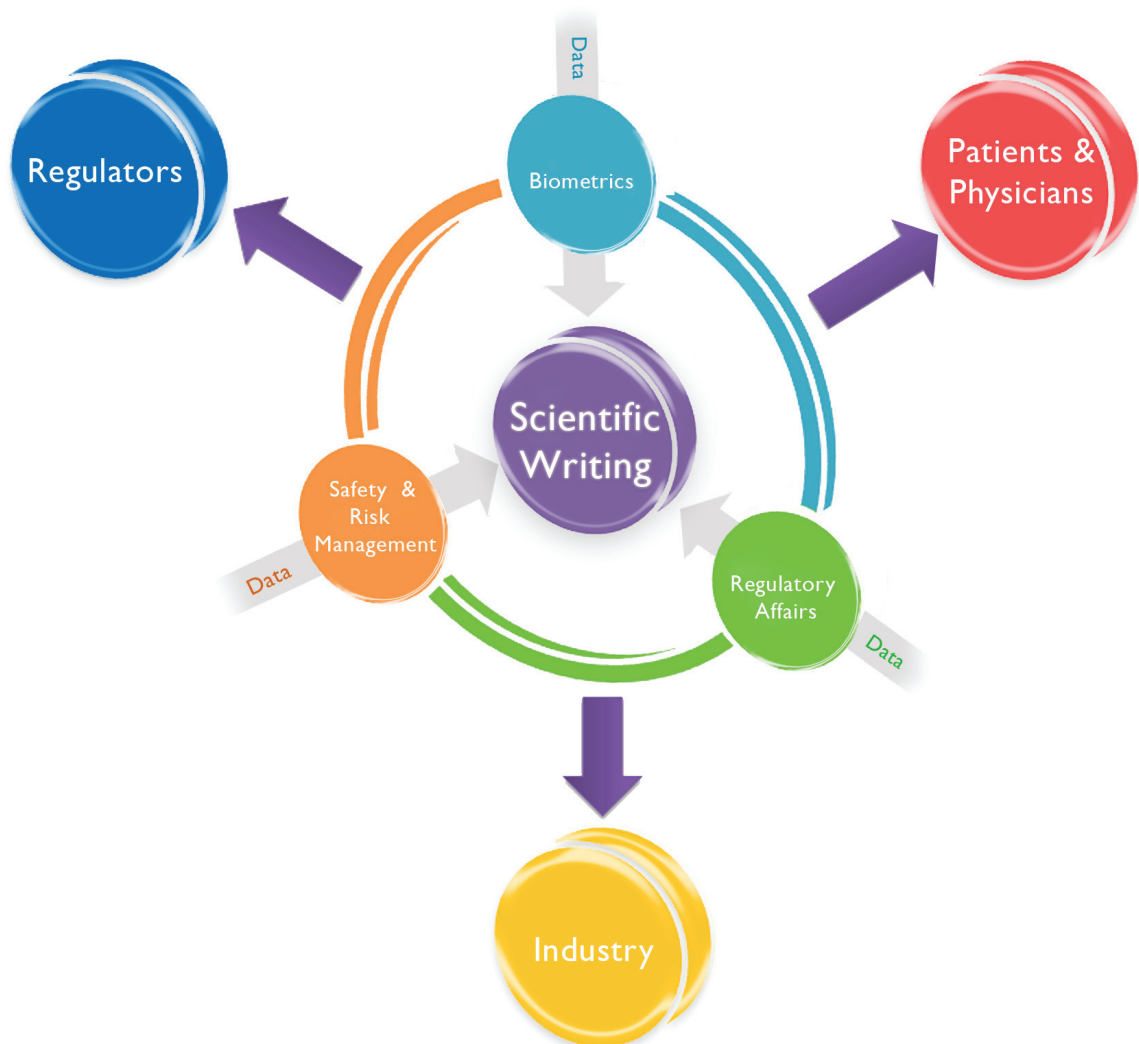 Data
Regulators
Biometrics
Patients &
Physicians
Scientific
Writing
Safety &
Risk
Management
Data
Regulatory
Affairs
Data
Industry